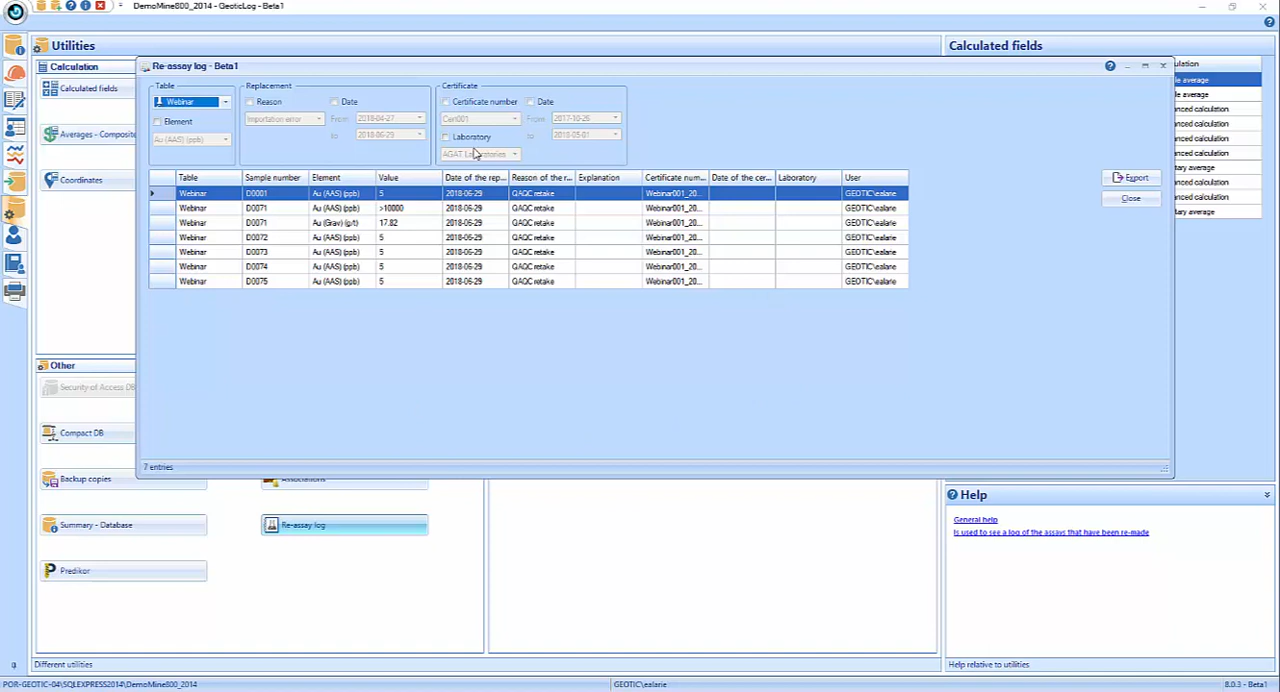 DemoMine800_2014 - GeoticLog - Beta1
Utilities
Calculated fields
Calculation
Calculated fields
Averages - Composite
Coordinates
Re-assay log - Beta1
Table
Webinar
Element
Au (AAS) (ppb)
Replacement
Reason
Importation error
Date
From 2018-04-27
to 2018-06-29
Certificate
Certificate number
Cert001
Laboratory
AGAT Laboratories
Date
From 2017-10-26
to 2018-05-01
Table Sample number Element Value Date of the rep... Reason of the r... Explanation Certificate num... Date of the cer... Laboratory User
Webinar D0001 Au (AAS) (ppb) 5 2018-06-29 QAQC retake Webinar001_20... GEOTIC\ealarie
Webinar D0071 Au (AAS) (ppb) >10000 2018-06-29 QAQC retake Webinar001_20... GEOTIC\ealarie
Webinar D0071 Au (Grav) (g/t) 17.82 2018-06-29 QAQC retake Webinar001_20... GEOTIC\ealarie
Webinar D0072 Au (AAS) (ppb) 5 2018-06-29 QAQC retake Webinar001_20... GEOTIC\ealarie
Webinar D0073 Au (AAS) (ppb) 5 2018-06-29 QAQC retake Webinar001_20... GEOTIC\ealarie
Webinar D0074 Au (AAS) (ppb) 5 2018-06-29 QAQC retake Webinar001_20... GEOTIC\ealarie
Webinar D0075 Au (AAS) (ppb) 5 2018-06-29 QAQC retake Webinar001_20... GEOTIC\ealarie
Export
Close
7 entries
ulation
le average
le average
nced calculation
nced calculation
nced calculation
nced calculation
nced calculation
nced calculation
nced calculation
tary average
Other
Security of Access DB
Compact DB
Backup copies
Associations
Summary - Database
Re-assay log
Predikor
Help
General help
Is used to see a log of the assays that have been re-made
Different utilities
Help relative to utilities
POR-GEOTIC-04\SQLEXPRESS2014\DemoMine800_2014
GEOTIC\ealarie
8.0.3 - Beta1